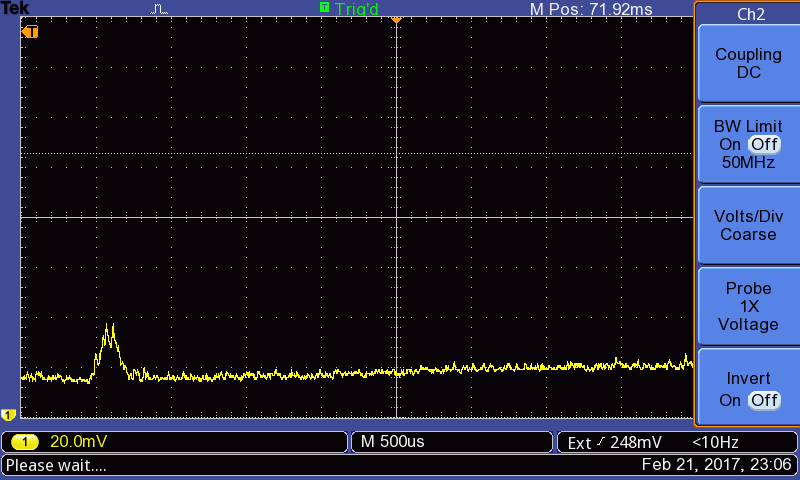 Tek
T Trig'd
M Pos: 71.92ms
Ch2
T
Coupling
DC
BW Limit
On Off
50MHz
Volts/Div
Coarse
Probe
1X
Voltage
Invert
On Off
1
1 20.0mV
M 500us
Ext 248mV <10Hz
Please wait....
Feb 21, 2017, 23:06